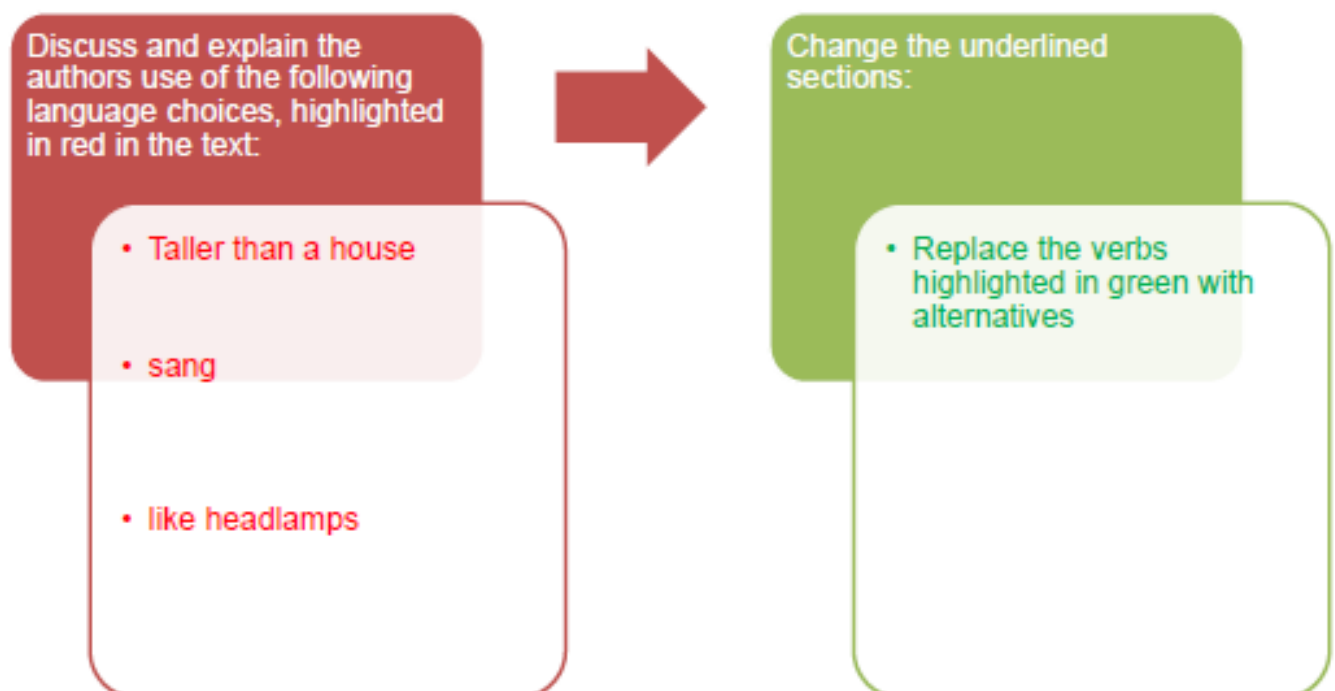 Discuss and explain the
authors use of the following
language choices, highlighted
in red in the text:
• Taller than a house
• sang
• like headlamps
Change the underlined
sections:
• Replace the verbs
highlighted in green with
alternatives